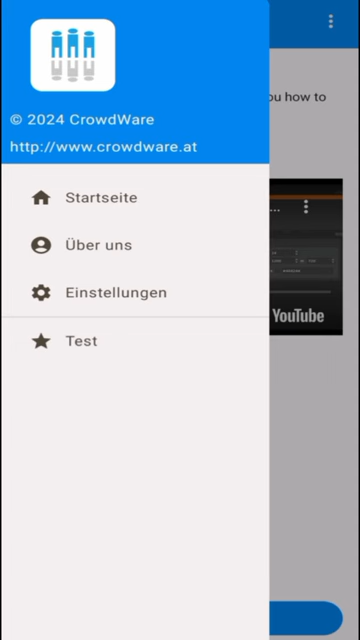 © 2024 CrowdWare
http://www.crowdware.at
ou how to
Startseite
Über uns
Einstellungen
Test
YouTube